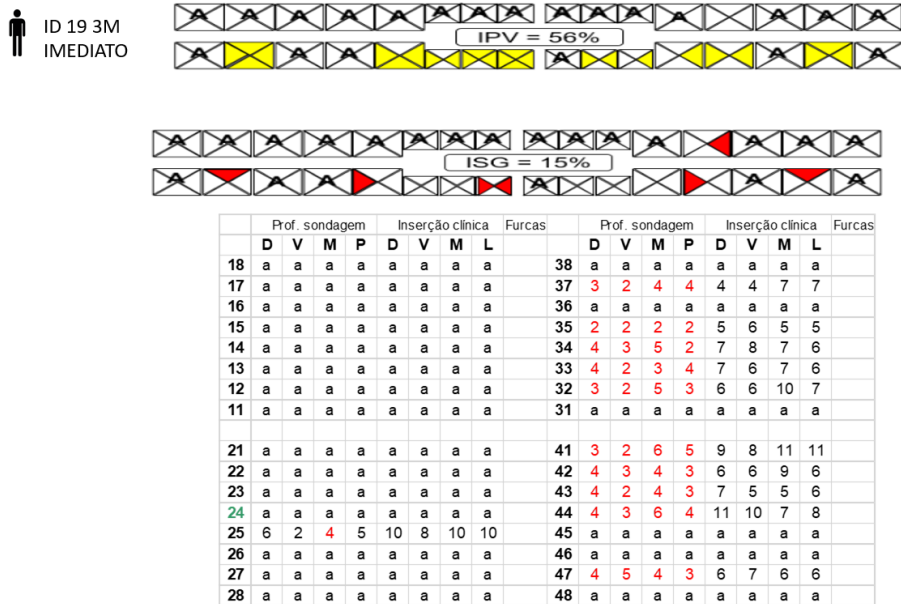 ID 19 3M
IMEDIATO
A A A A A A A A A A A A A A A
IPV = 56%
A A A A A A
A A A A A A A A A A A A A A A
ISG = 15%
A A A A A A
Prof. sondagem Inserção clínica Furcas Prof. sondagem Inserção clínica Furcas
D V M P D V M L D V M P D V M L
18 a a a a a a a a 38 a a a a a a a a
17 a a a a a a a a 37 3 2 4 4 4 4 7 7
16 a a a a a a a a 36 a a a a a a a a
15 a a a a a a a a 35 2 2 2 2 5 6 5 5
14 a a a a a a a a 34 4 3 5 2 7 8 7 6
13 a a a a a a a a 33 4 2 3 4 7 6 7 6
12 a a a a a a a a 32 3 2 5 3 6 6 10 7
11 a a a a a a a a 31 a a a a a a a a
21 a a a a a a a a 41 3 2 6 5 9 8 11 11
22 a a a a a a a a 42 4 3 4 3 6 6 9 6
23 a a a a a a a a 43 4 2 4 3 7 5 5 6
24 a a a a a a a a 44 4 3 6 4 11 10 7 8
25 6 2 4 5 10 8 10 10 45 a a a a a a a a
26 a a a a a a a a 46 a a a a a a a a
27 a a a a a a a a 47 4 5 4 3 6 7 6 6
28 a a a a a a a a 48 a a a a a a a a